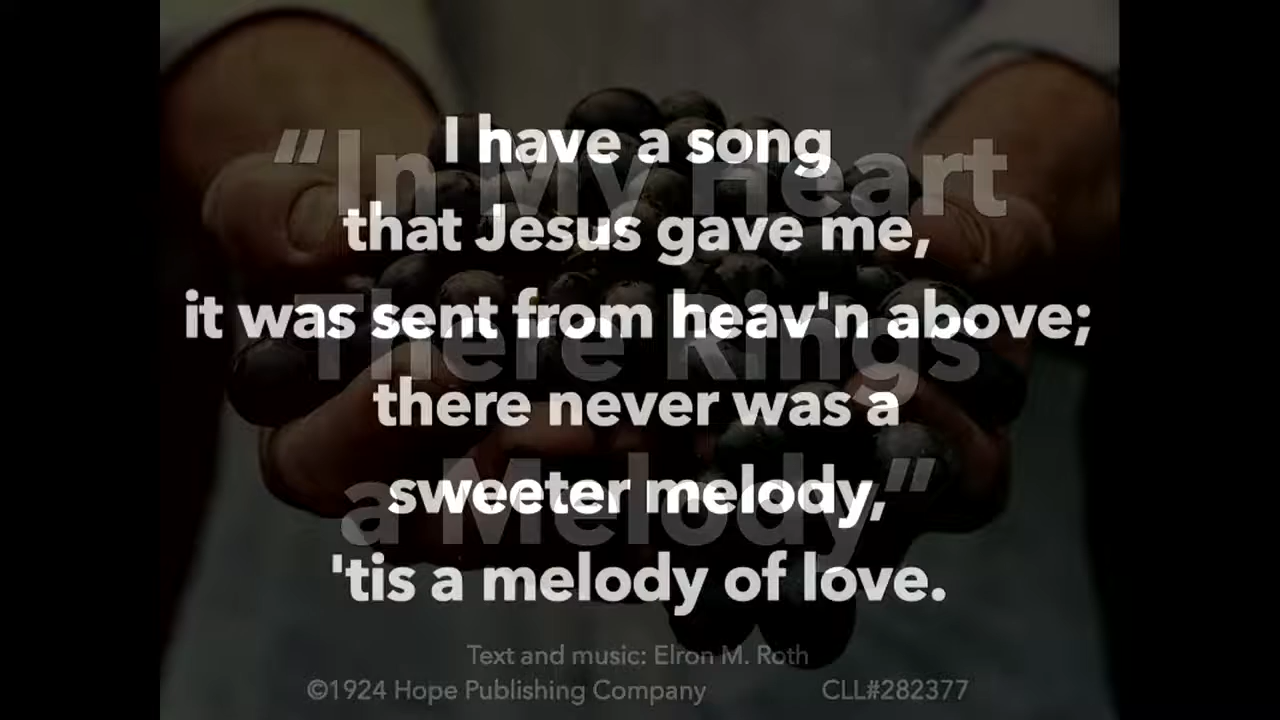 I have a song
that Jesus gave me,
it was sent from heav'n above;
there never was a
sweeter melody,
'tis a melody of love.
“In My Heart
There Rings
a Melody”
Text and music: Elron M. Roth
©1924 Hope Publishing Company CLL#282377